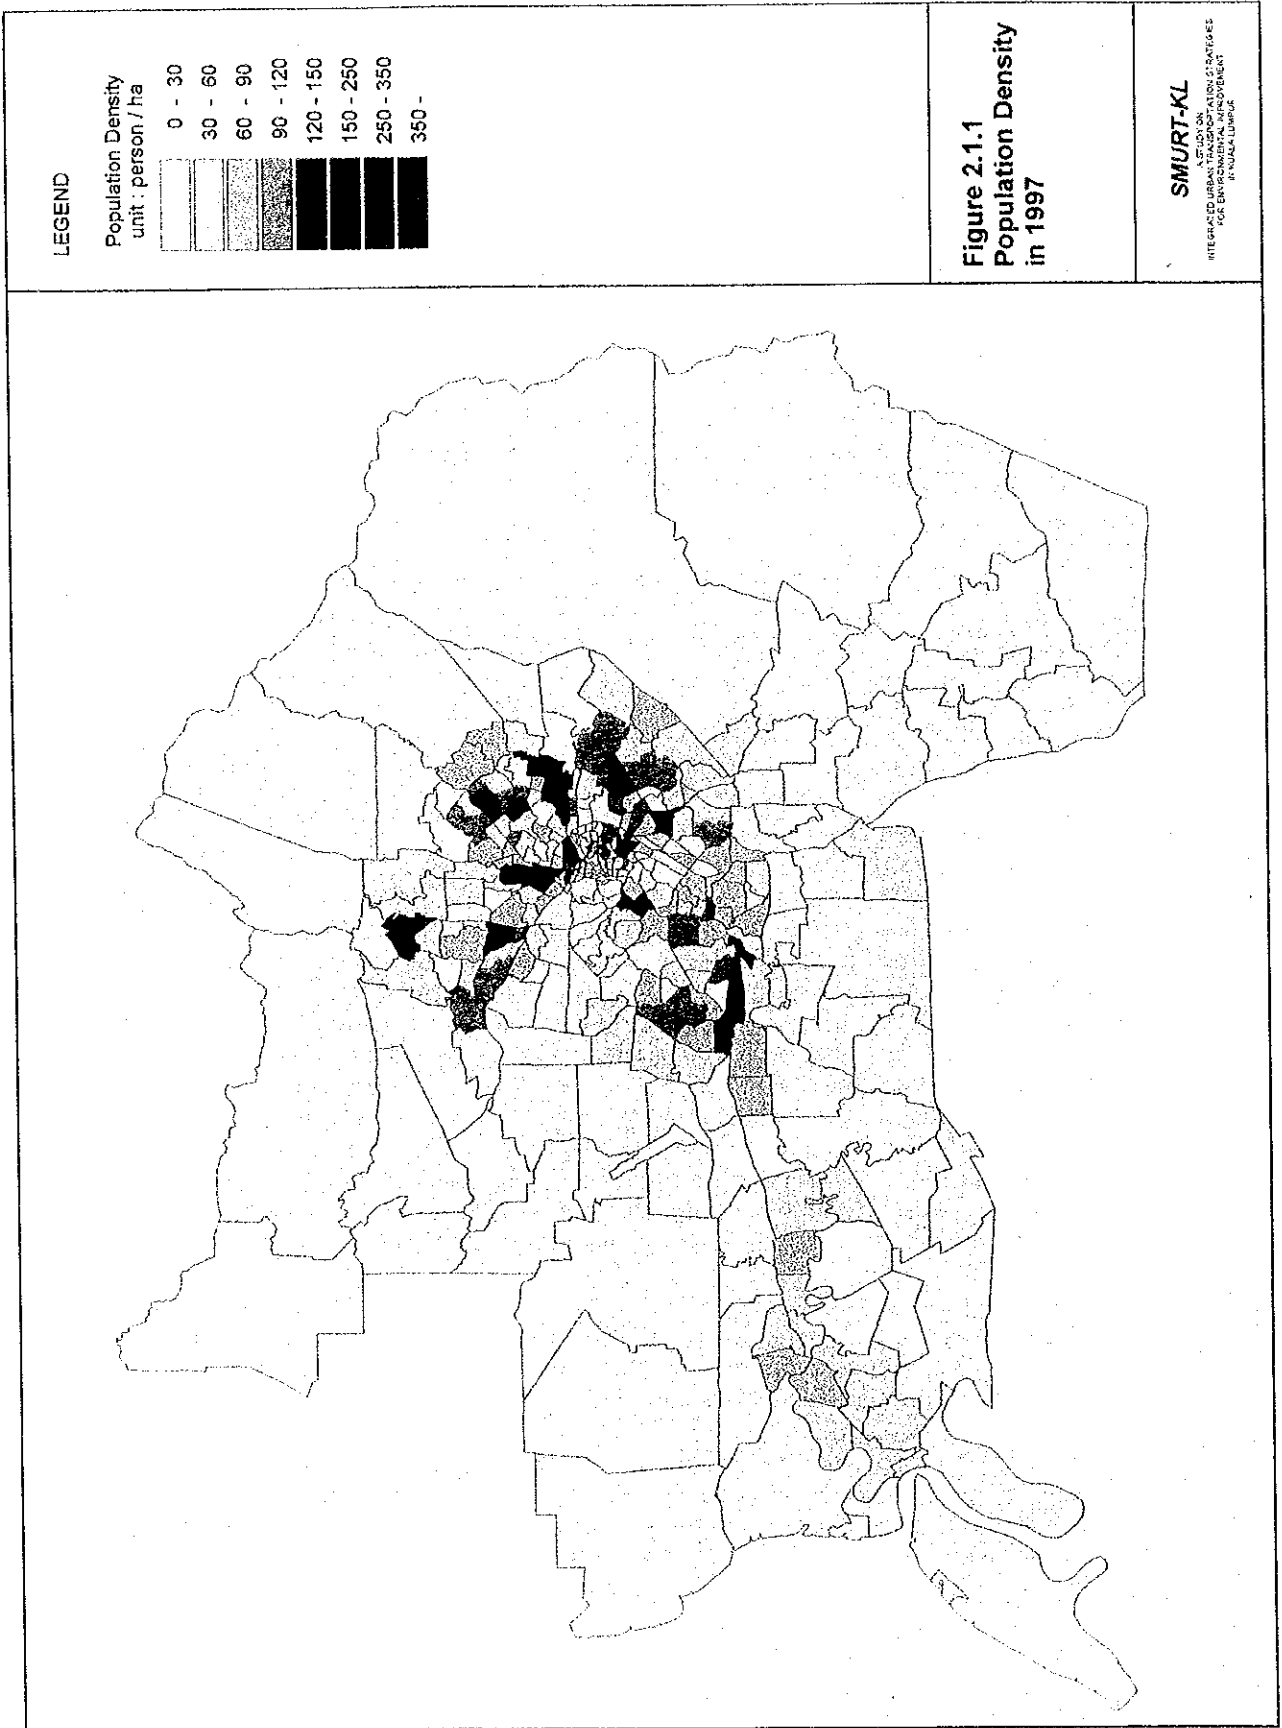 LEGEND
Population Density
unit : person / ha
0 - 30
30 - 60
60 - 90
90 - 120
120 - 150
150 - 250
250 - 350
350 -
Figure 2.1.1
Population Density
in 1997
SMURT-KL
A STUDY ON
INTEGRATED URBAN TRANSPORTATION STRATEGIES
FOR ENVIRONMENTAL IMPROVEMENT
IN KUALA LUMPUR